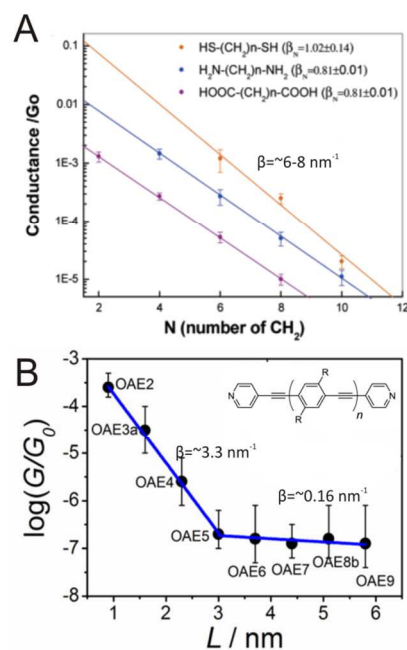 A
HS-(CH₂)n-SH (βN=1.02±0.14)
H₂N-(CH₂)n-NH₂ (βN=0.81±0.01)
HOOC-(CH₂)n-COOH (βN=0.81±0.01)
β=~6-8 nm⁻¹
Conductance /Go
0.1
0.01
1E-3
1E-4
1E-5
2 4 6 8 10 12
N (number of CH₂)
B
log(G/G₀)
-3
-4
-5
-6
-7
-8
R
N N
R n
OAE2
OAE3a
β=~3.3 nm⁻¹
OAE4
β=~0.16 nm⁻¹
OAE5
OAE6
OAE7
OAE8b
OAE9
1 2 3 4 5 6
L / nm